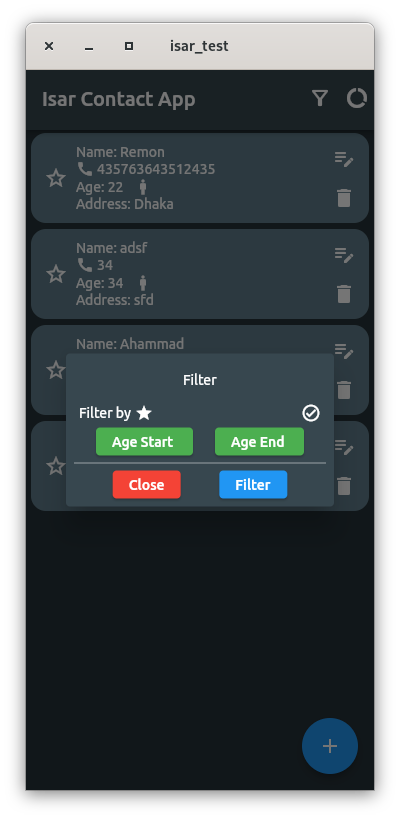 isar_test
Isar Contact App
Name: Remon
435763643512435
Age: 22
Address: Dhaka
Name: adsf
34
Age: 34
Address: sfd
Name: Ahammad
Filter
Filter by
Age Start Age End
Close Filter